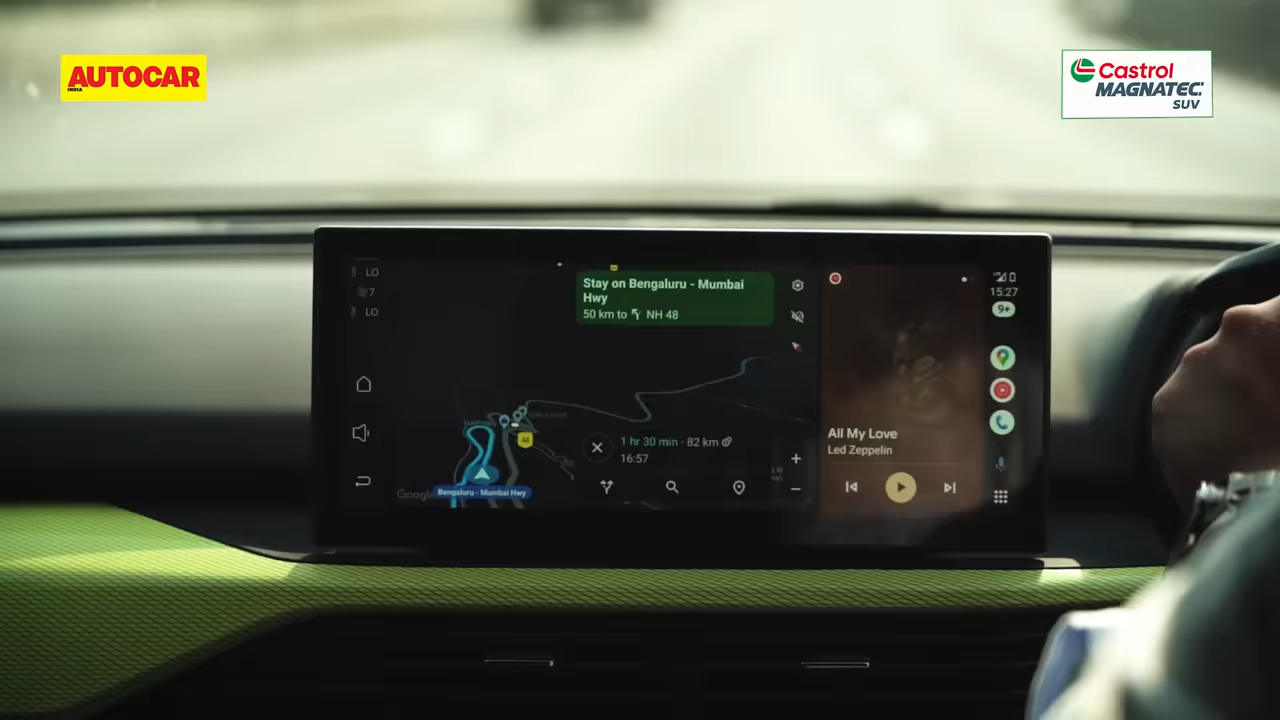 AUTOCAR
INDIA
Castrol
MAGNATEC
SUV
LO
7
LO
Stay on Bengaluru - Mumbai
Hwy
50 km to NH 48
48
1 hr 30 min · 82 km
16:57
Google
Bengaluru - Mumbai Hwy
All My Love
Led Zeppelin
15:27
9+